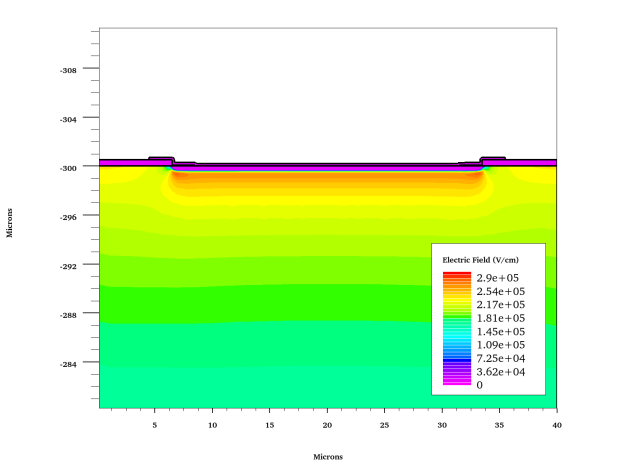 -308
-304
-300
-296
-292
-288
-284
Microns
Electric Field (V/cm)
2.9e+05
2.54e+05
2.17e+05
1.81e+05
1.45e+05
1.09e+05
7.25e+04
3.62e+04
0
5 10 15 20 25 30 35 40
Microns